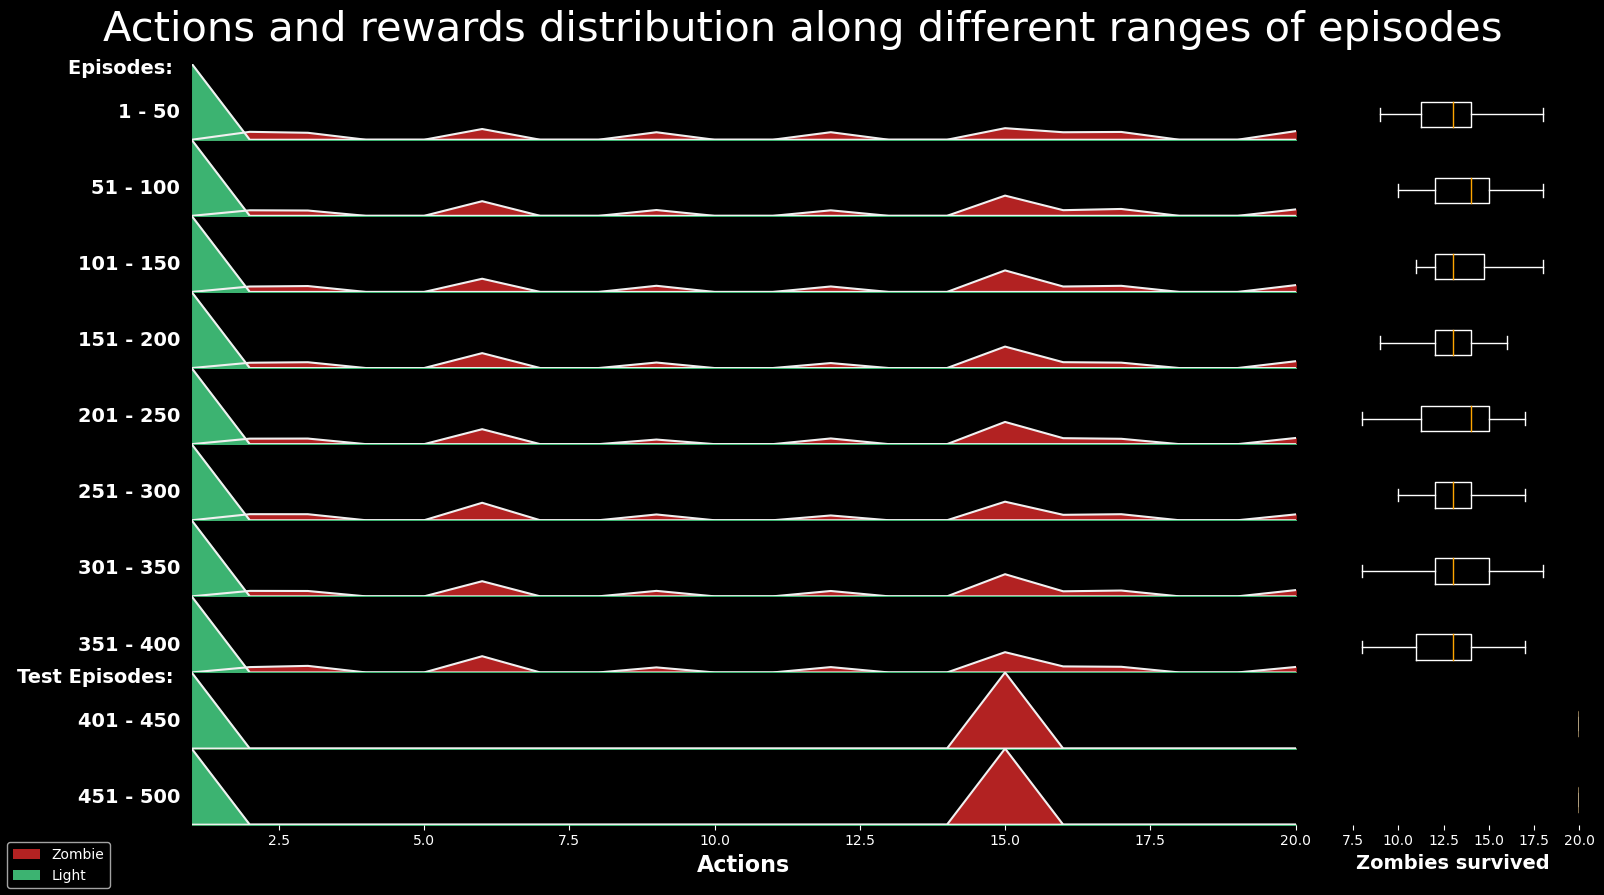 Actions and rewards distribution along different ranges of episodes
Episodes:
1 - 50
51 - 100
101 - 150
151 - 200
201 - 250
251 - 300
301 - 350
351 - 400
Test Episodes:
401 - 450
451 - 500
2.5 5.0 7.5 10.0 12.5 15.0 17.5 20.0
7.5 10.0 12.5 15.0 17.5 20.0
Actions
Zombies survived
Zombie
Light